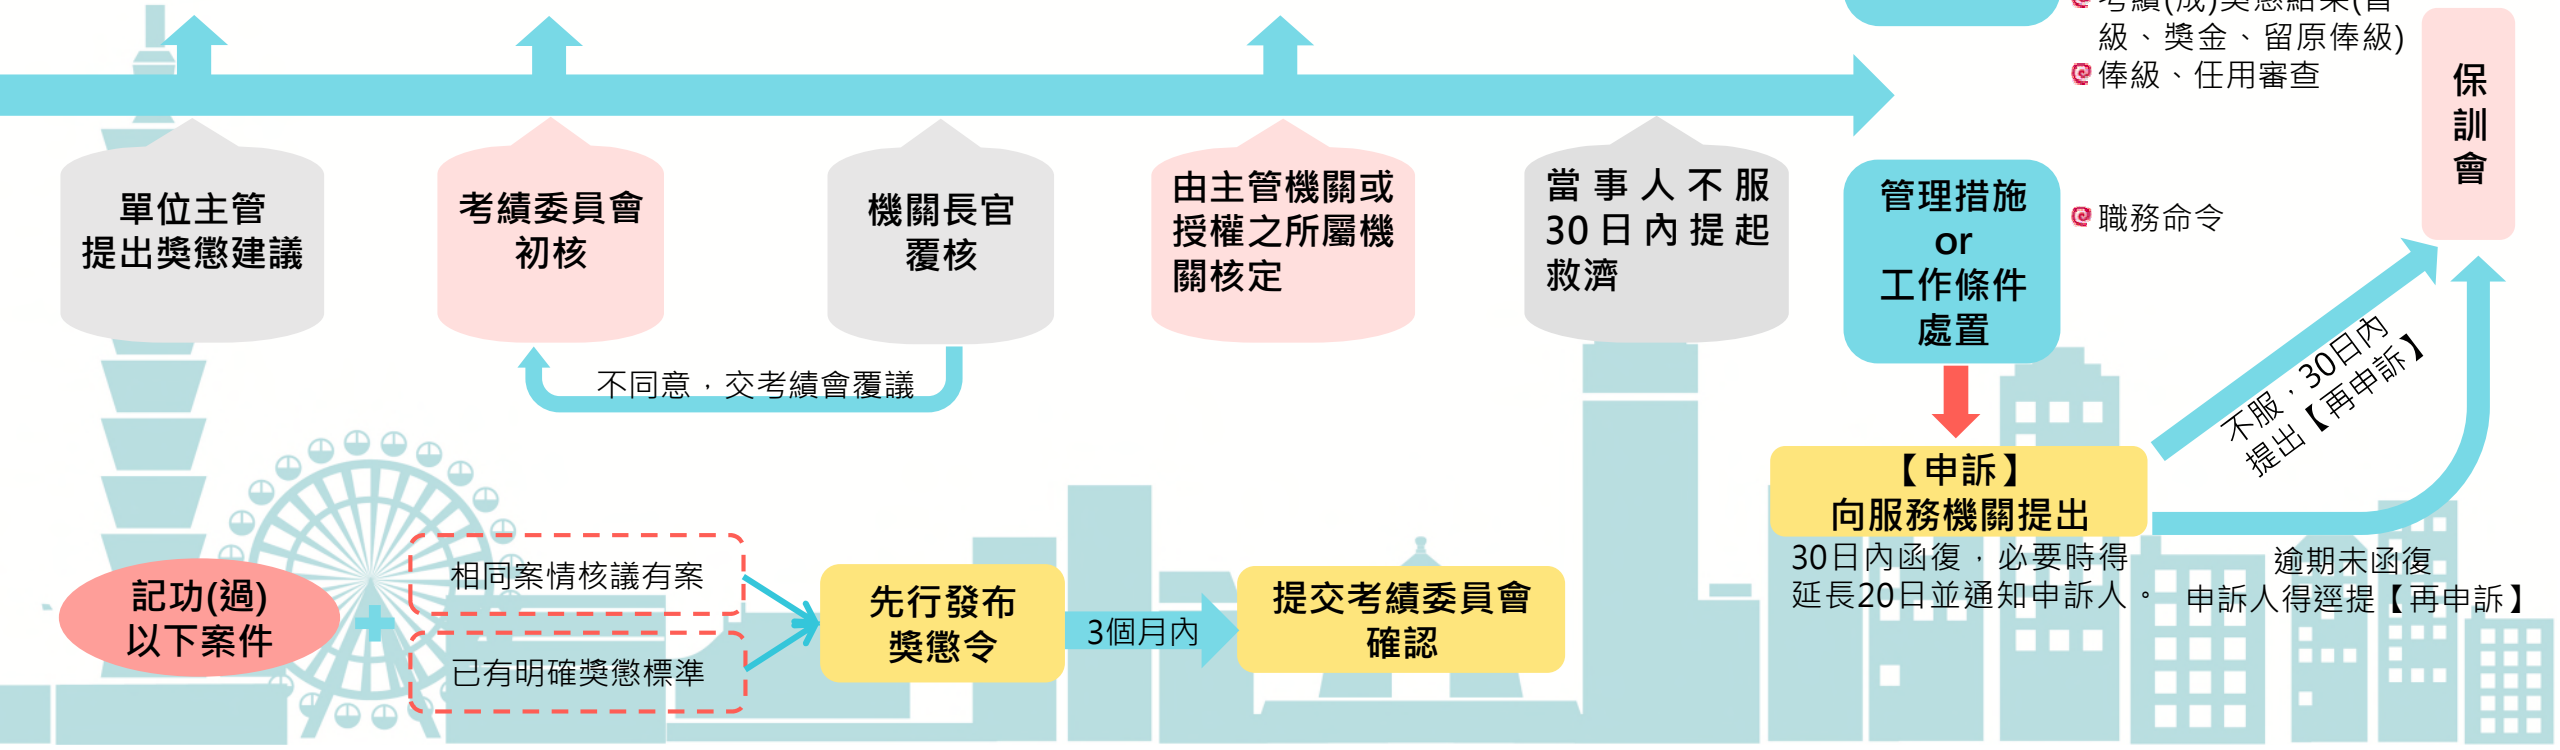 級、獎金、留原俸級)
俸級、任用審查
保
訓
會
單位主管
提出獎懲建議
考績委員會
初核
機關長官
覆核
由主管機關或
授權之所屬機
關核定
當事人不服
30日內提起
救濟
管理措施
or
工作條件
處置
職務命令
不同意，交考績會覆議
不服，30日內
提出【再申訴】
【申訴】
向服務機關提出
30日內函復，必要時得
延長20日並通知申訴人。
逾期未函復
申訴人得逕提【再申訴】
記功(過)
以下案件
相同案情核議有案
已有明確獎懲標準
先行發布
獎懲令
3個月內
提交考績委員會
確認